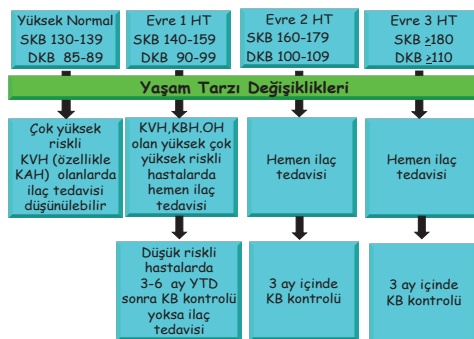 Yüksek Normal
SKB 130-139
DKB 85-89
Evre 1 HT
SKB 140-159
DKB 90-99
Evre 2 HT
SKB 160-179
DKB 100-109
Evre 3 HT
SKB ≥180
DKB ≥110
Yaşam Tarzı Değişiklikleri
Çok yüksek
riskli
KVH (özellikle
KAH) olanlarda
ilaç tedavisi
düşünülebilir
KVH,KBH.OH
olan yüksek çok
yüksek riskli
hastalarda
hemen ilaç
tedavisi
Hemen ilaç
tedavisi
Hemen ilaç
tedavisi
Düşük riskli
hastalarda
3-6 ay YTD
sonra KB kontrolü
yoksa ilaç
tedavisi
3 ay içinde
KB kontrolü
3 ay içinde
KB kontrolü